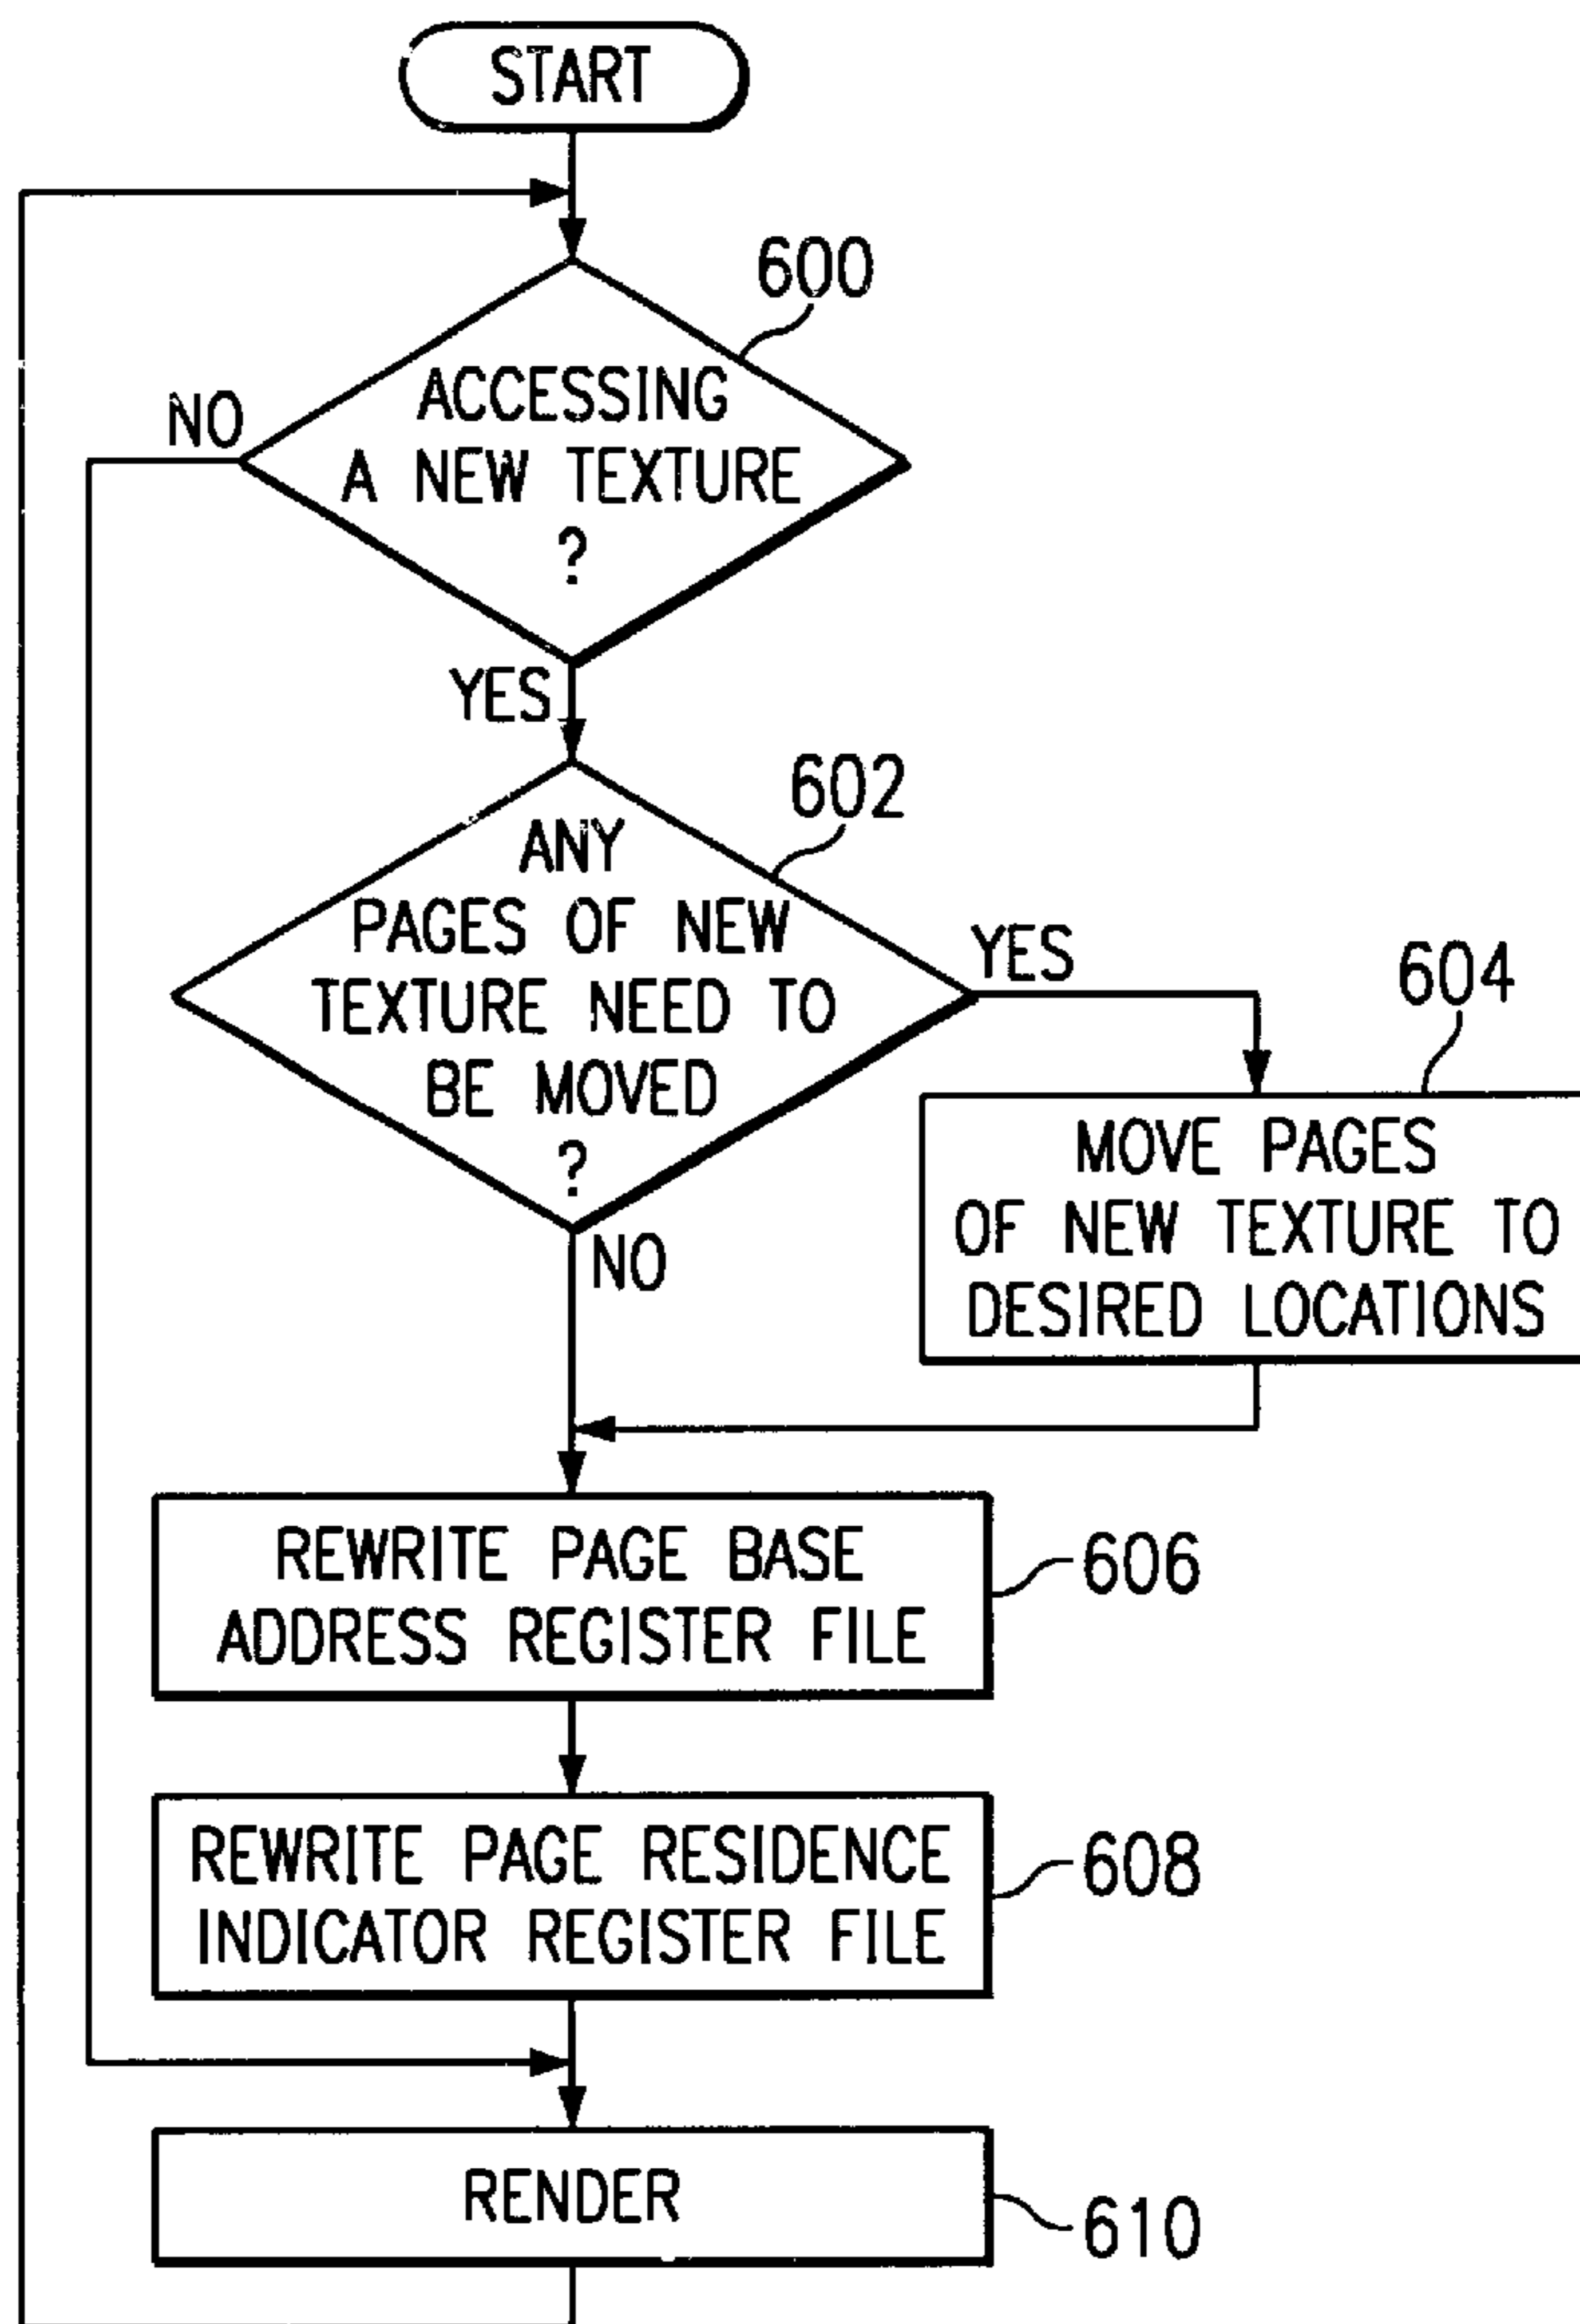 START
600
ACCESSING
A NEW TEXTURE
?
NO
YES
602
ANY
PAGES OF NEW
TEXTURE NEED TO
BE MOVED
?
YES
NO
604
MOVE PAGES
OF NEW TEXTURE TO
DESIRED LOCATIONS
REWRITE PAGE BASE
ADDRESS REGISTER FILE
606
REWRITE PAGE RESIDENCE
INDICATOR REGISTER FILE
608
RENDER
610